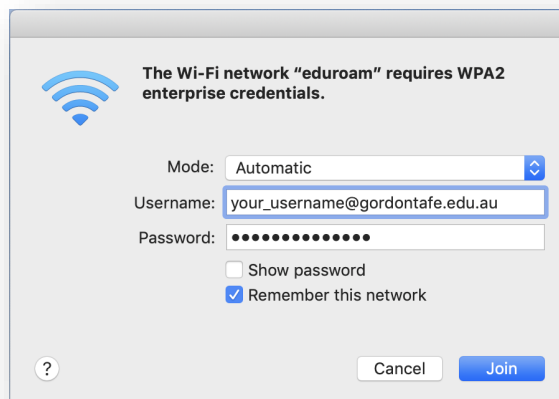 The Wi-Fi network “eduroam” requires WPA2
enterprise credentials.
Mode: Automatic
Username: your_username@gordontafe.edu.au
Password: ••••••••••••••
Show password
Remember this network
? Cancel Join